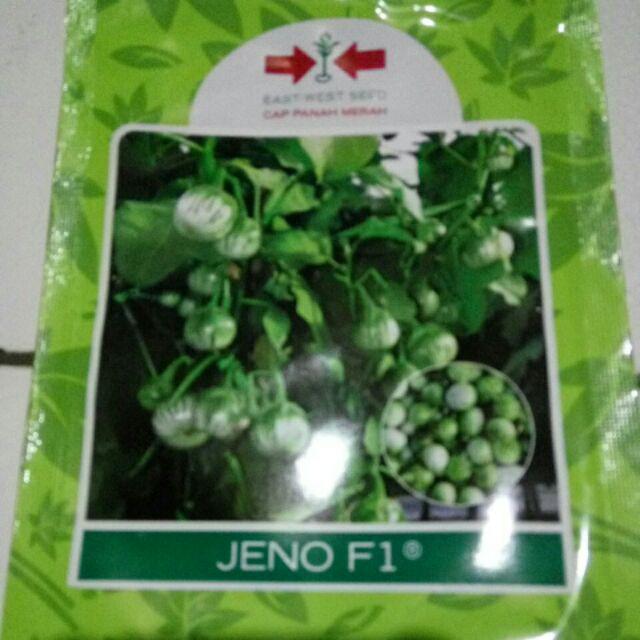 EAST-WEST SEED
CAP PANAH MERAH
JENO F1®